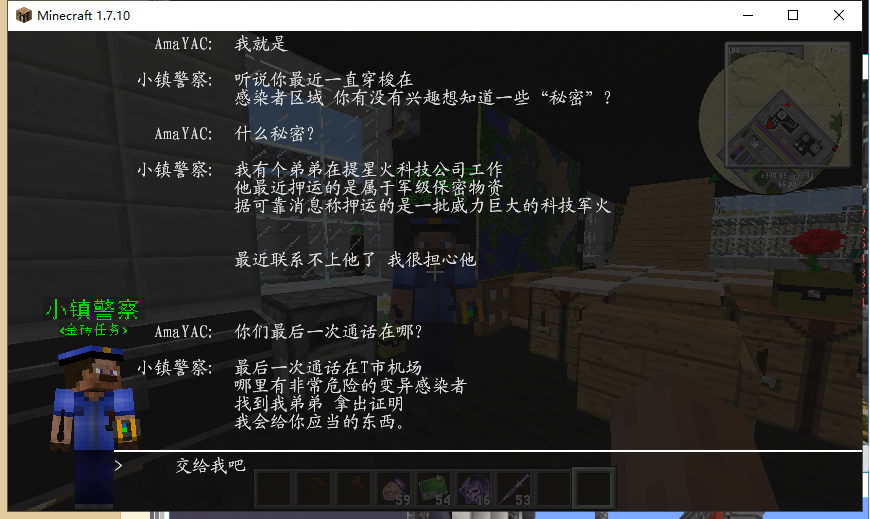 Minecraft 1.7.10
AmaYAC: 我就是
小镇警察: 听说你最近一直穿梭在
感染者区域 你有没有兴趣想知道一些“秘密”?
AmaYAC: 什么秘密?
小镇警察: 我有个弟弟在提星火科技公司工作
他最近押运的是属于军级保密物资
据可靠消息称押运的是一批威力巨大的科技军火
最近联系不上他了 我很担心他
小镇警察
<金砖任务>
AmaYAC: 你们最后一次通话在哪?
小镇警察: 最后一次通话在T市机场
哪里有非常危险的变异感染者
找到我弟弟 拿出证明
我会给你应当的东西。
> 交给我吧
59 54 16 53